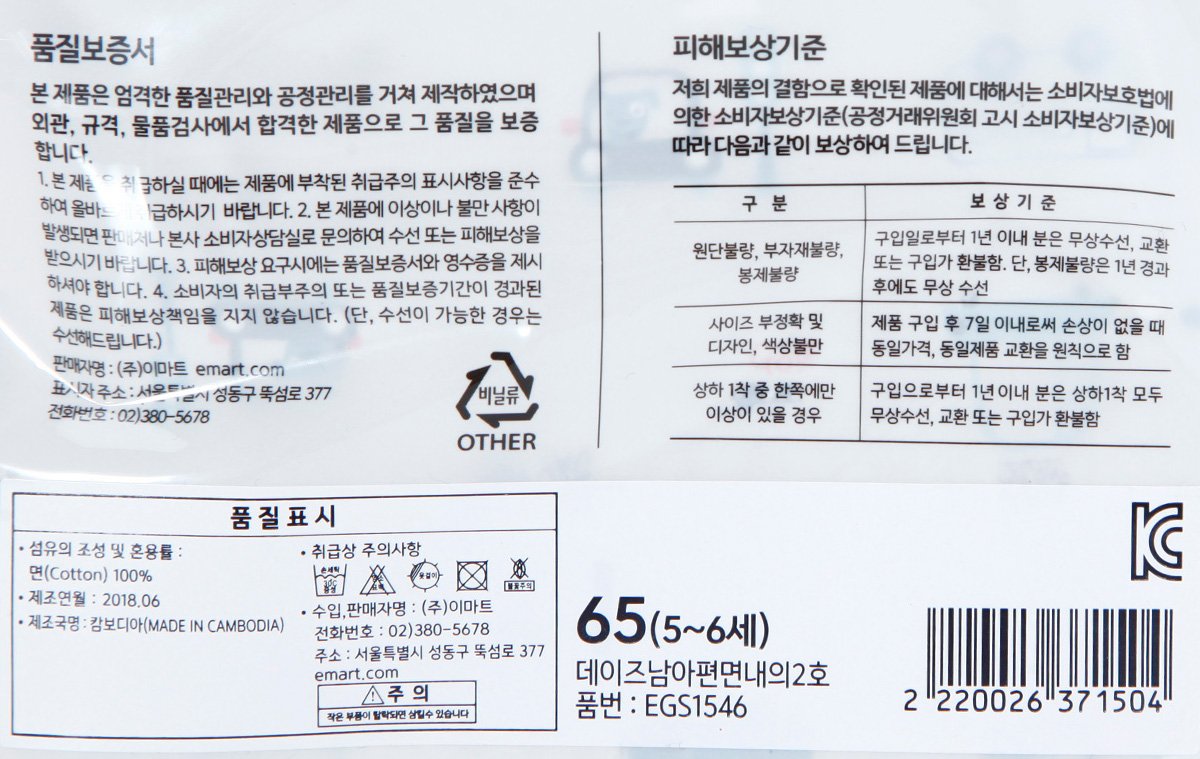 품질보증서
본 제품은 엄격한 품질관리와 공정관리를 거쳐 제작하였으며
외관, 규격, 물품검사에서 합격한 제품으로 그 품질을 보증
합니다.
1. 본 제품을 취급하실 때에는 제품에 부착된 취급주의 표시사항을 준수
하여 올바르게 취급하시기 바랍니다. 2. 본 제품에 이상이나 불만 사항이
발생되면 판매처나 본사 소비자상담실로 문의하여 수선 또는 피해보상을
받으시기 바랍니다. 3. 피해보상 요구시에는 품질보증서와 영수증을 제시
하셔야 합니다. 4. 소비자의 취급부주의 또는 품질보증기간이 경과된
제품은 피해보상책임을 지지 않습니다. (단, 수선이 가능한 경우는
수선해드립니다.)
판매자명 : (주)이마트 emart.com
표시자 주소 : 서울특별시 성동구 뚝섬로 377
전화번호 : 02)380-5678
비닐류
OTHER
피해보상기준
저희 제품의 결함으로 확인된 제품에 대해서는 소비자보호법에
의한 소비자보상기준(공정거래위원회 고시 소비자보상기준)에
따라 다음과 같이 보상하여 드립니다.
구 분 보 상 기 준
원단불량, 부자재불량,
봉제불량
구입일로부터 1년 이내 분은 무상수선, 교환
또는 구입가 환불함. 단, 봉제불량은 1년 경과
후에도 무상 수선
사이즈 부정확 및
디자인, 색상불만
제품 구입 후 7일 이내로써 손상이 없을 때
동일가격, 동일제품 교환을 원칙으로 함
상하 1착 중 한쪽에만
이상이 있을 경우
구입으로부터 1년 이내 분은 상하1착 모두
무상수선, 교환 또는 구입가 환불함
품질표시
• 섬유의 조성 및 혼용률 :
면(Cotton) 100%
• 제조연월 : 2018.06
• 제조국명 : 캄보디아(MADE IN CAMBODIA)
• 취급상 주의사항
손세탁
30℃
중성
옷걸이
불꽃주의
• 수입,판매자명 : (주)이마트
전화번호 : 02)380-5678
주소 : 서울특별시 성동구 뚝섬로 377
emart.com
주 의
작은 부품이 탈락되면 삼킬수 있습니다
65(5~6세)
데이즈남아편면내의2호
품번 : EGS1546
2 220026 371504